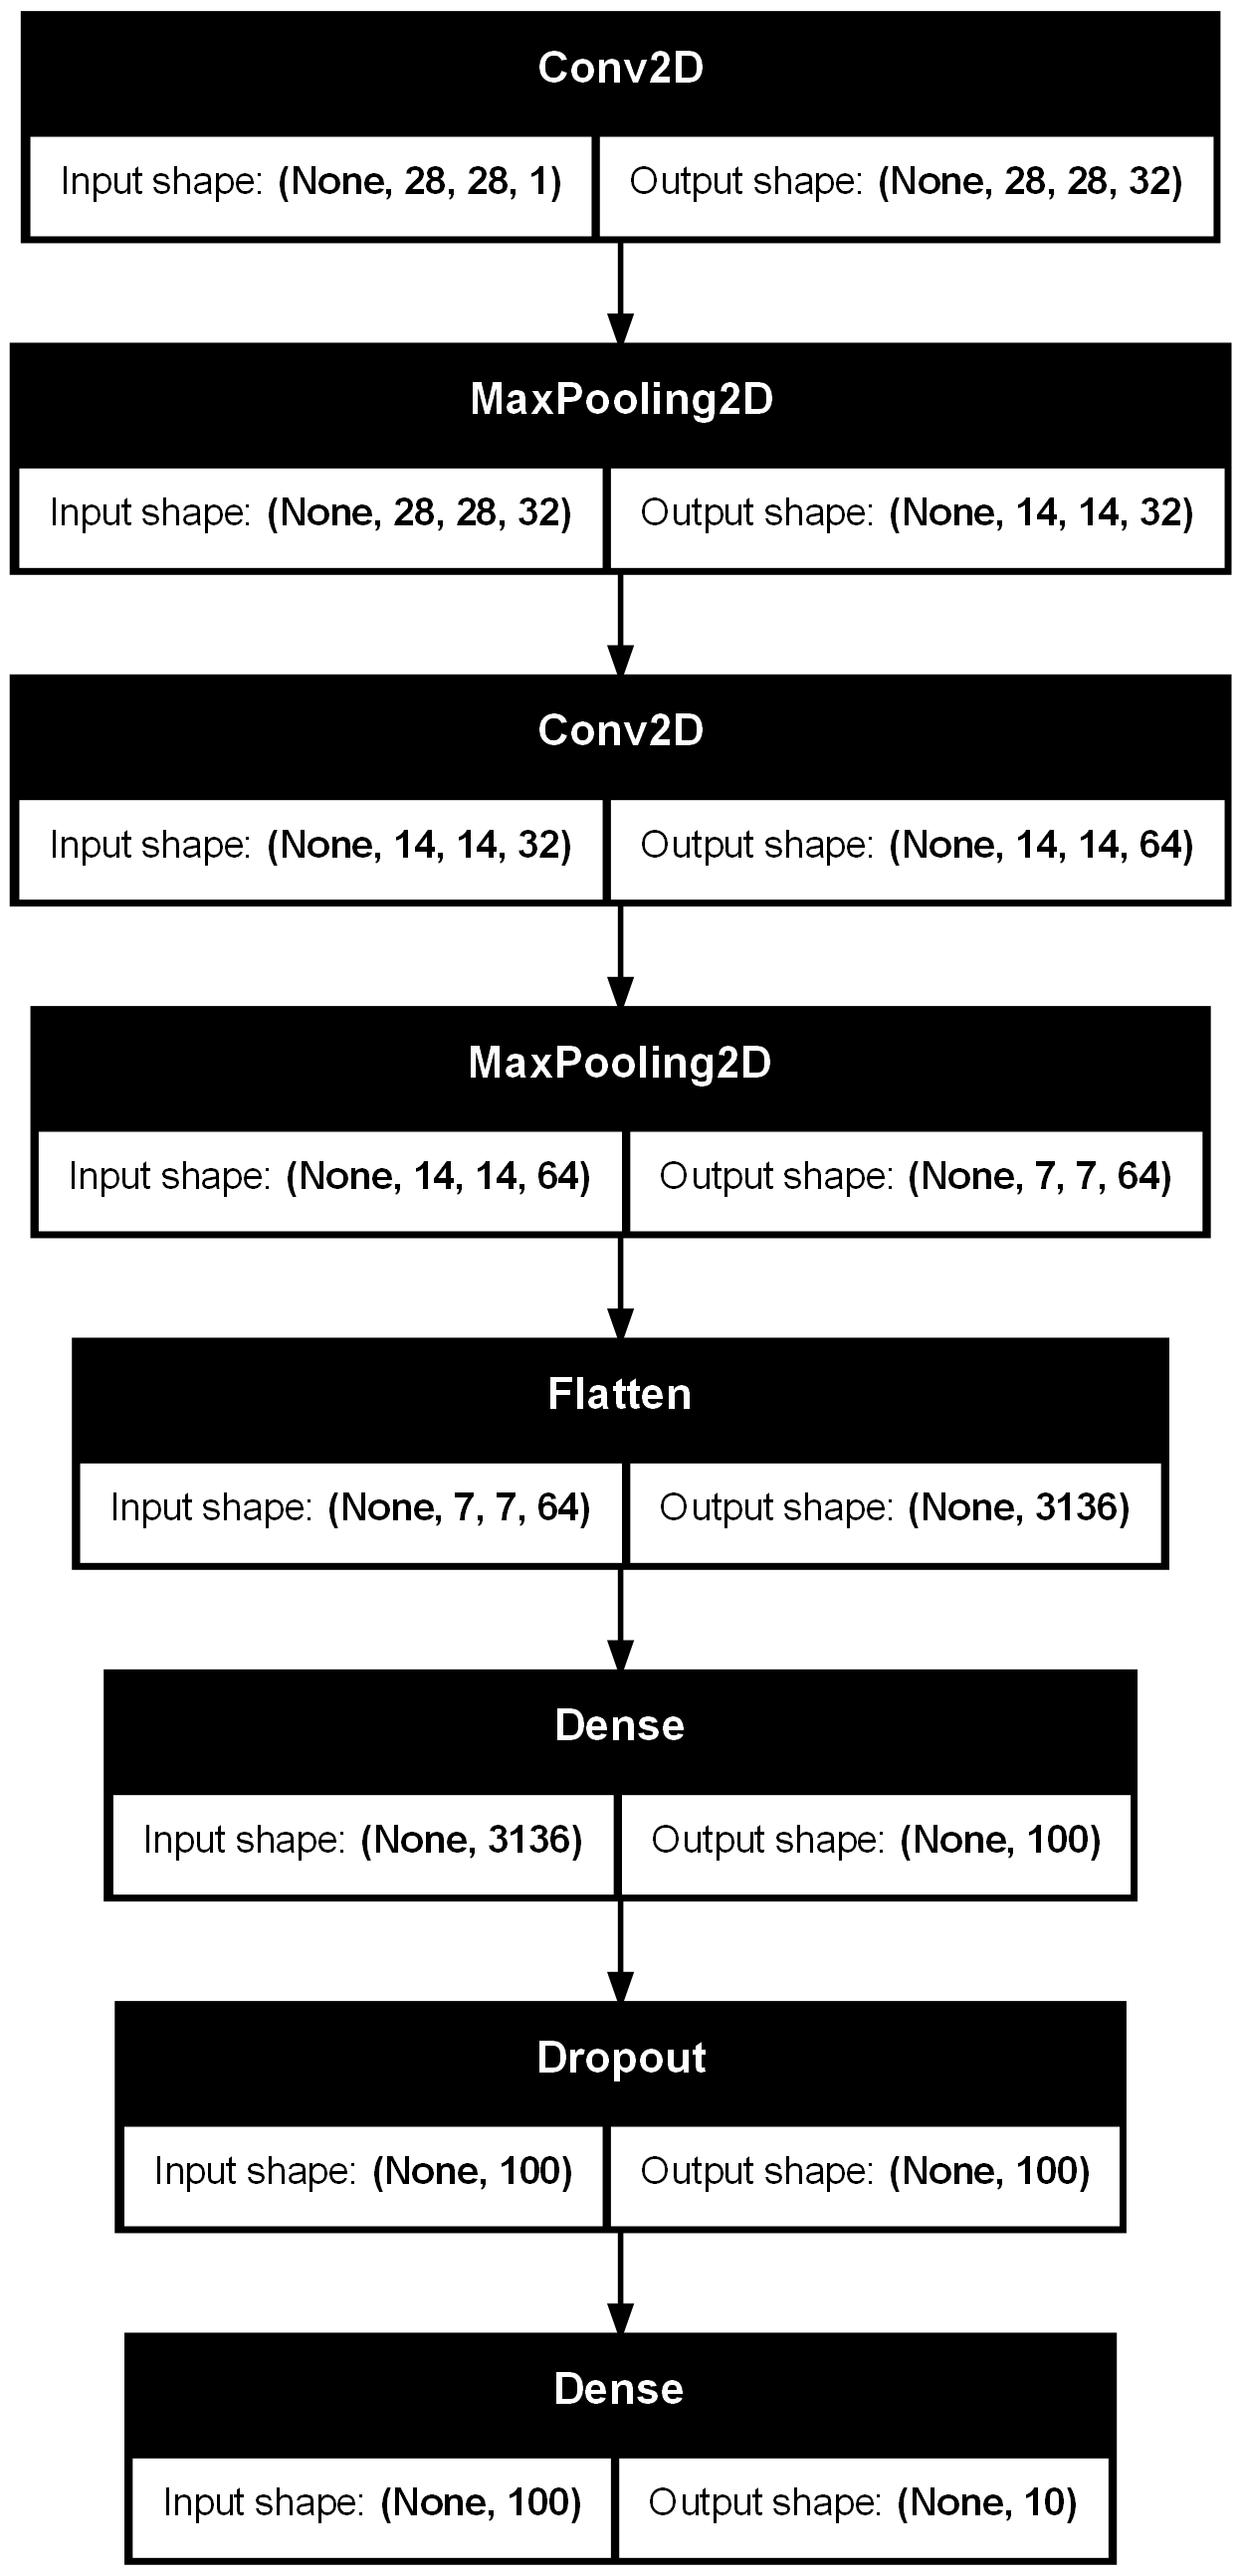 Conv2D
Input shape: (None, 28, 28, 1) Output shape: (None, 28, 28, 32)
MaxPooling2D
Input shape: (None, 28, 28, 32) Output shape: (None, 14, 14, 32)
Conv2D
Input shape: (None, 14, 14, 32) Output shape: (None, 14, 14, 64)
MaxPooling2D
Input shape: (None, 14, 14, 64) Output shape: (None, 7, 7, 64)
Flatten
Input shape: (None, 7, 7, 64) Output shape: (None, 3136)
Dense
Input shape: (None, 3136) Output shape: (None, 100)
Dropout
Input shape: (None, 100) Output shape: (None, 100)
Dense
Input shape: (None, 100) Output shape: (None, 10)